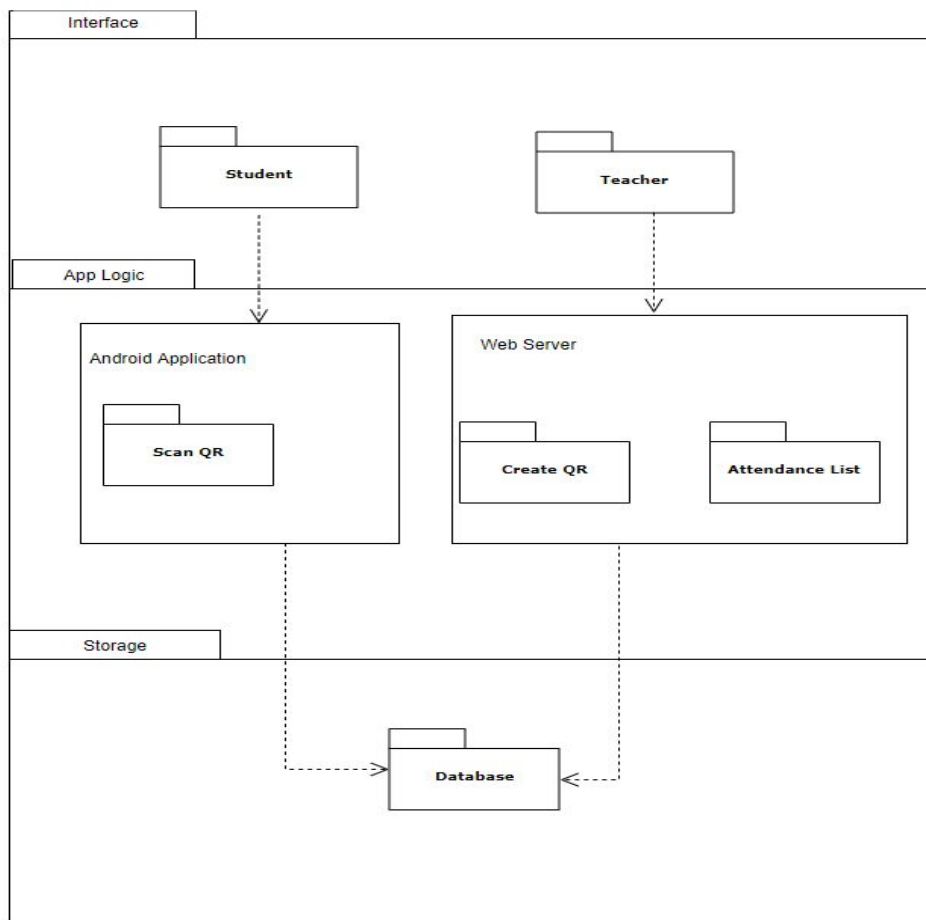 Interface
Student
Teacher
App Logic
Android Application
Web Server
Scan QR
Create QR
Attendance List
Storage
Database